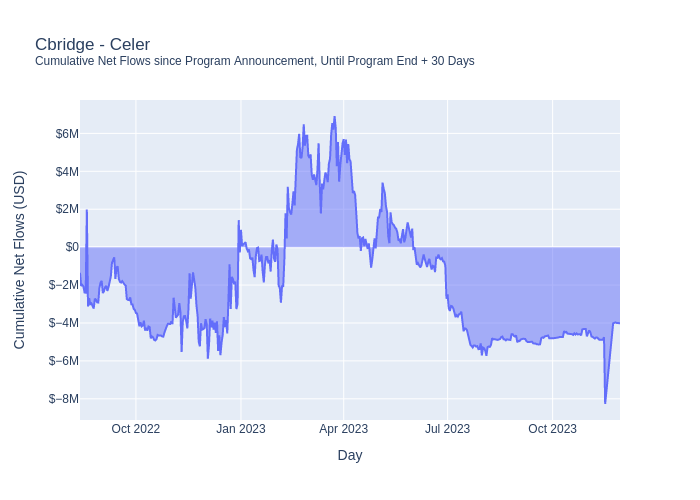 Cbridge - Celer
Cumulative Net Flows since Program Announcement, Until Program End + 30 Days
Cumulative Net Flows (USD)
$6M
$4M
$2M
$0
$−2M
$−4M
$−6M
$−8M
Oct 2022
Jan 2023
Apr 2023
Jul 2023
Oct 2023
Day